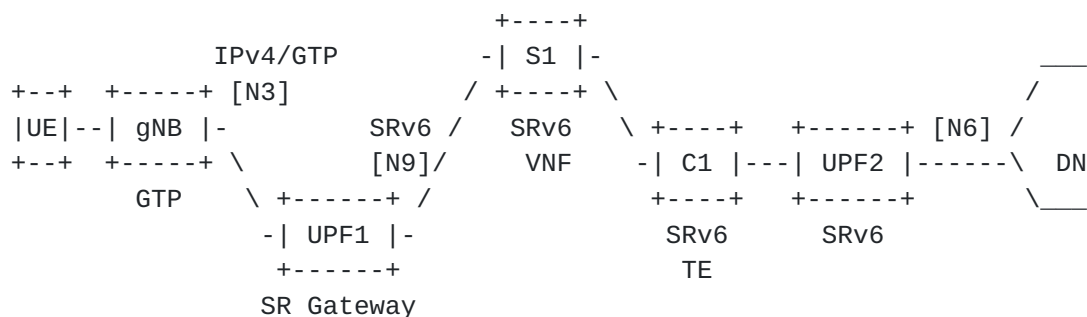 +----+
             IPv4/GTP         -| S1 |-                            ___
+--+  +-----+ [N3]           / +----+ \                          /
|UE|--| gNB |-         SRv6 /   SRv6   \ +----+   +------+ [N6] /
+--+  +-----+ \        [N9]/     VNF    -| C1 |---| UPF2 |------\  DN
        GTP    \ +------+ /              +----+   +------+       \___
                -| UPF1 |-                SRv6      SRv6
                 +------+                  TE
                SR Gateway